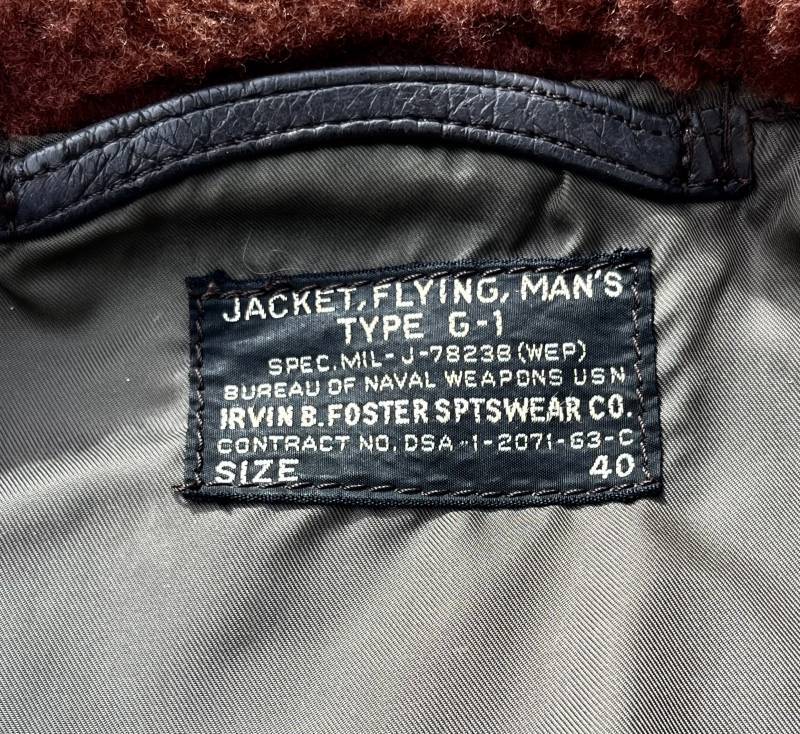 JACKET, FLYING, MAN'S
TYPE G-1
SPEC. MIL-J-7823B (WEP)
BUREAU OF NAVAL WEAPONS USN
IRVIN B. FOSTER SPTSWEAR CO.
CONTRACT NO. DSA-1-2071-63-C
SIZE 40